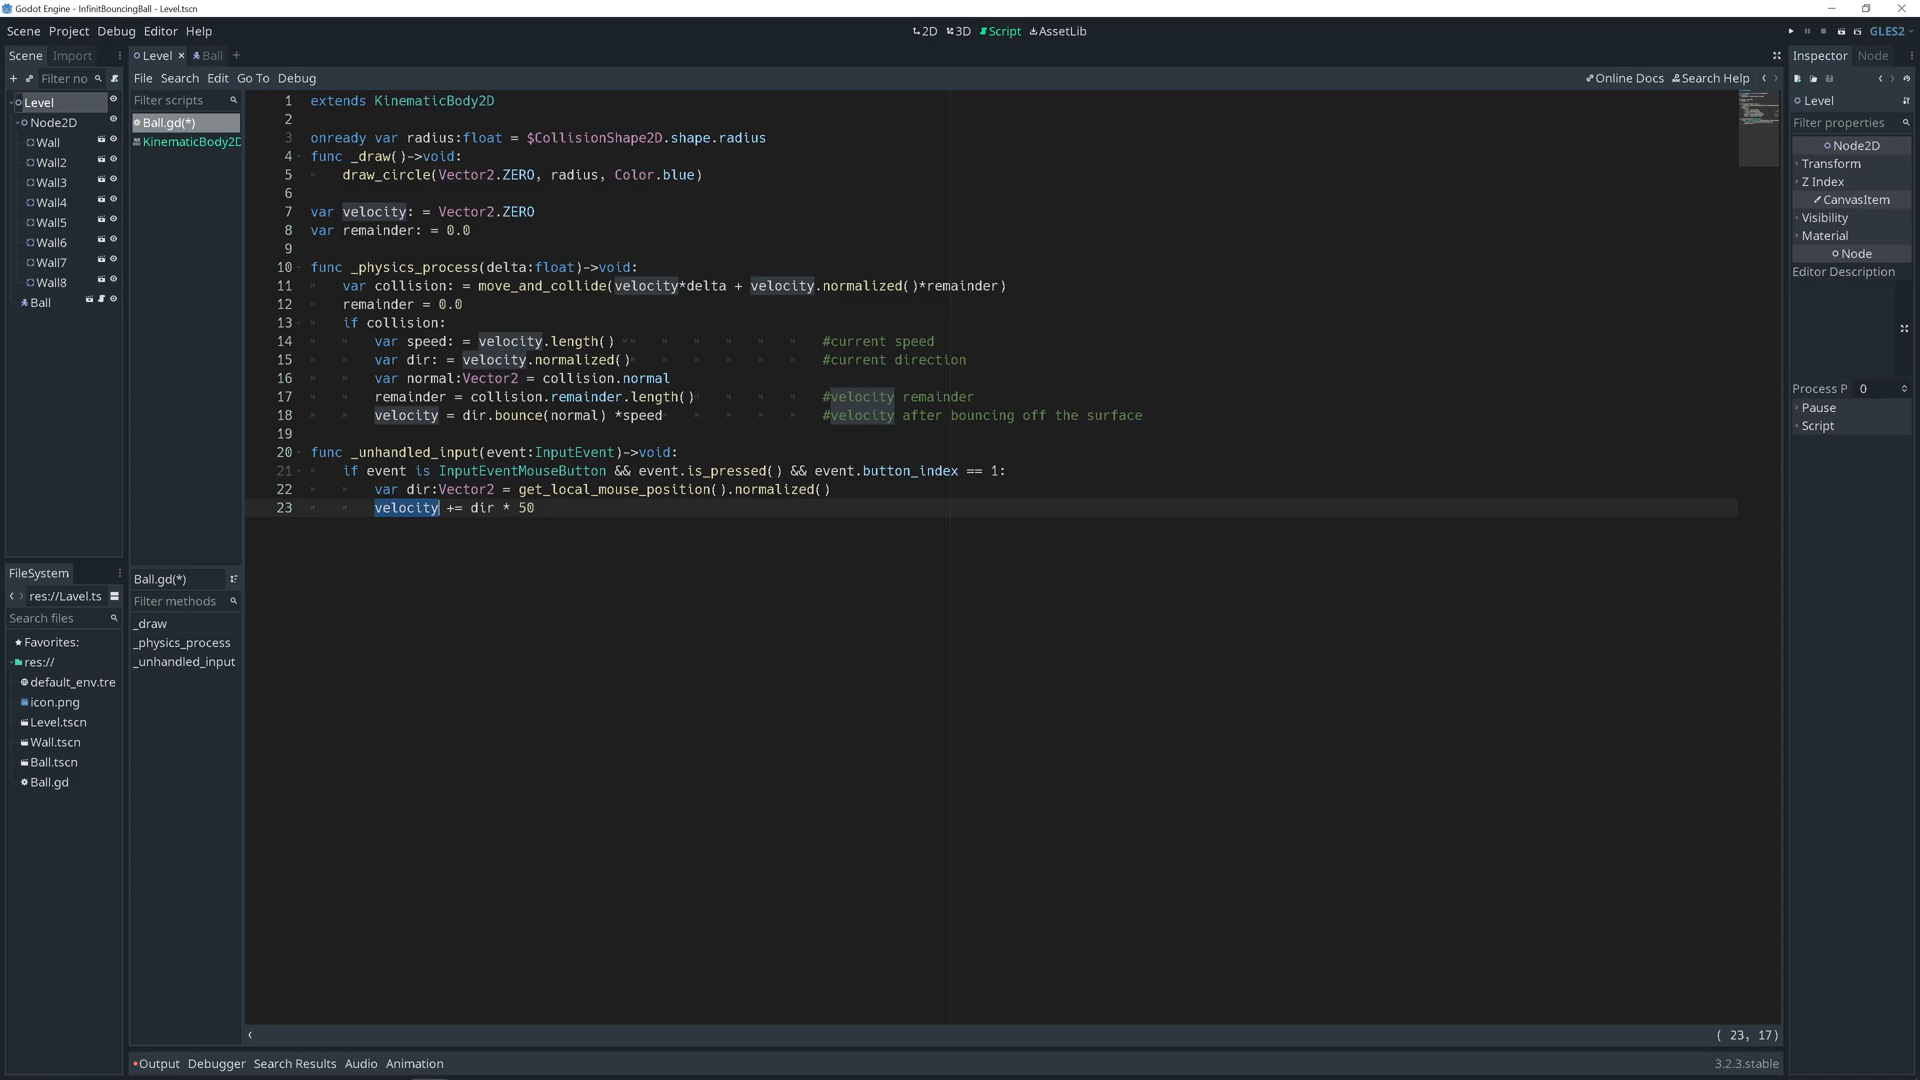 Godot Engine - InfinitBouncingBall - Level.tscn
Scene Project Debug Editor Help
2D 3D Script AssetLib
GLES2
Scene Import
Level Ball
Inspector Node
Filter no
File Search Edit Go To Debug
Online Docs Search Help
Level
Node2D
Wall
Wall2
Wall3
Wall4
Wall5
Wall6
Wall7
Wall8
Ball
Filter scripts
Ball.gd(*)
KinematicBody2D
1 extends KinematicBody2D
2
3 onready var radius:float = $CollisionShape2D.shape.radius
4 func _draw()->void:
5 draw_circle(Vector2.ZERO, radius, Color.blue)
6
7 var velocity: = Vector2.ZERO
8 var remainder: = 0.0
9
10 func _physics_process(delta:float)->void:
11 var collision: = move_and_collide(velocity*delta + velocity.normalized()*remainder)
12 remainder = 0.0
13 if collision:
14 var speed: = velocity.length() #current speed
15 var dir: = velocity.normalized() #current direction
16 var normal:Vector2 = collision.normal
17 remainder = collision.remainder.length() #velocity remainder
18 velocity = dir.bounce(normal) *speed #velocity after bouncing off the surface
19
20 func _unhandled_input(event:InputEvent)->void:
21 if event is InputEventMouseButton && event.is_pressed() && event.button_index == 1:
22 var dir:Vector2 = get_local_mouse_position().normalized()
23 velocity += dir * 50
Level
Filter properties
Node2D
Transform
Z Index
CanvasItem
Visibility
Material
Node
Editor Description
Process P 0
Pause
Script
FileSystem
res://Lavel.ts
Search files
Favorites:
res://
default_env.tre
icon.png
Level.tscn
Wall.tscn
Ball.tscn
Ball.gd
Ball.gd(*)
Filter methods
_draw
_physics_process
_unhandled_input
( 23, 17)
Output Debugger Search Results Audio Animation
3.2.3.stable